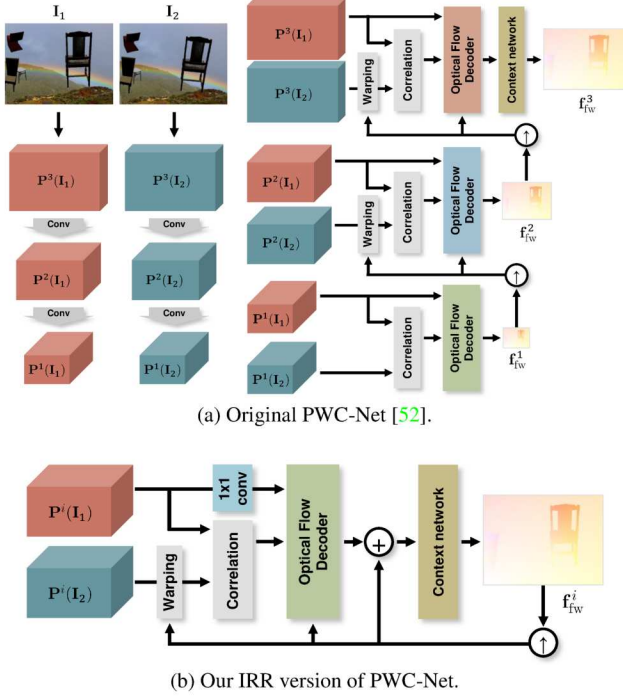 I₁ I₂
P³(I₁) P³(I₂)
Conv Conv
P²(I₁) P²(I₂)
Conv Conv
P¹(I₁) P¹(I₂)
P³(I₁)
P³(I₂)
Warping
Correlation
Optical Flow
Decoder
Context network
f³fw
↑
P²(I₁)
P²(I₂)
Warping
Correlation
Optical Flow
Decoder
f²fw
↑
P¹(I₁)
P¹(I₂)
Correlation
Optical Flow
Decoder
f¹fw
(a) Original PWC-Net [52].
Pⁱ(I₁)
Pⁱ(I₂)
1x1
conv
Warping
Correlation
Optical Flow
Decoder
+
Context network
fⁱfw
↑
(b) Our IRR version of PWC-Net.